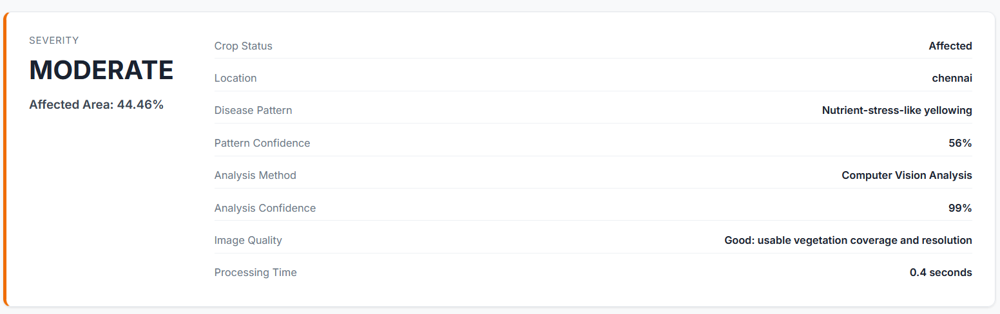 SEVERITY
MODERATE
Affected Area: 44.46%
Crop Status Affected
Location chennai
Disease Pattern Nutrient-stress-like yellowing
Pattern Confidence 56%
Analysis Method Computer Vision Analysis
Analysis Confidence 99%
Image Quality Good: usable vegetation coverage and resolution
Processing Time 0.4 seconds